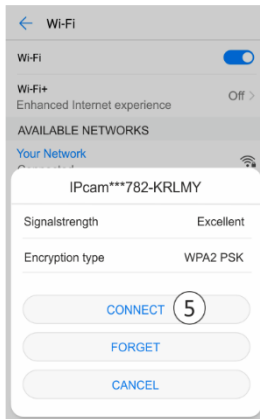 Wi-Fi
Wi-Fi
Wi-Fi+
Enhanced Internet experience
Off >
AVAILABLE NETWORKS
Your Network
Connected
IPcam***782-KRLMY
Signalstrength Excellent
Encryption type WPA2 PSK
CONNECT 5
FORGET
CANCEL